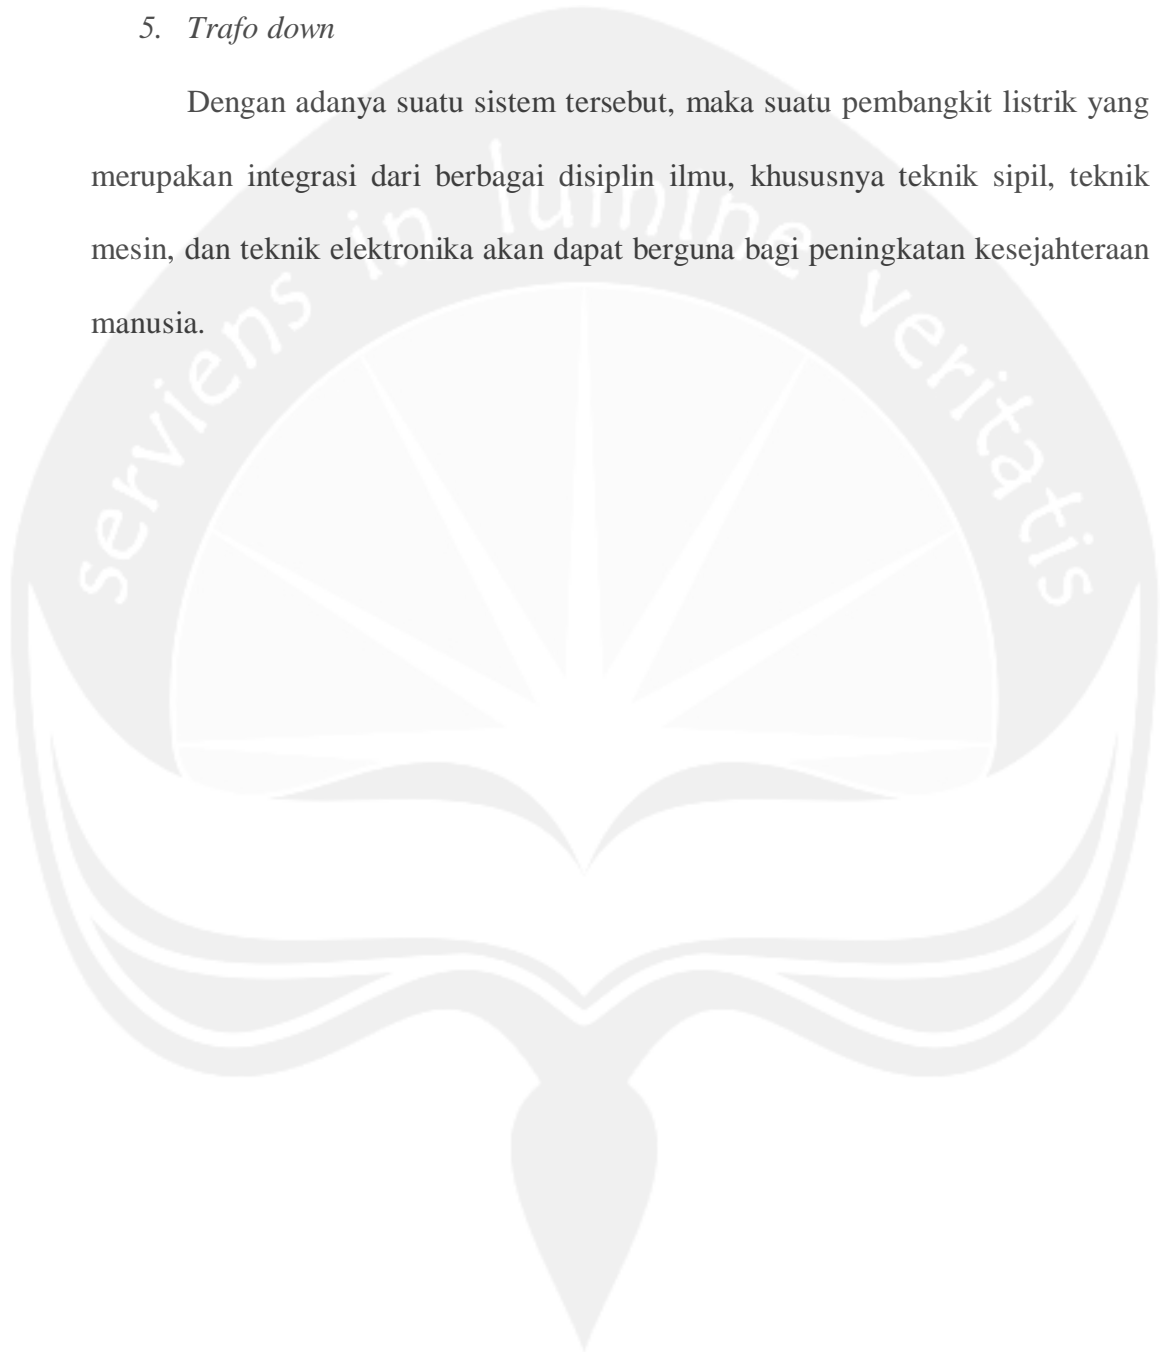 5. Trafo down
Dengan adanya suatu sistem tersebut, maka suatu pembangkit listrik yang
merupakan integrasi dari berbagai disiplin ilmu, khususnya teknik sipil, teknik
mesin, dan teknik elektronika akan dapat berguna bagi peningkatan kesejahteraan
manusia.
serviens in lumine veritatis